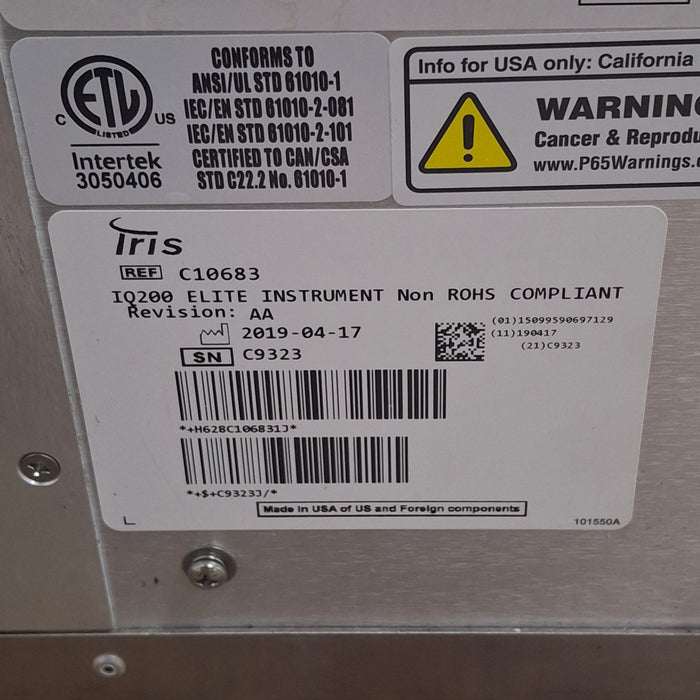 CONFORMS TO
ANSI/UL STD 61010-1
IEC/EN STD 61010-2-081
IEC/EN STD 61010-2-101
CERTIFIED TO CAN/CSA
STD C22.2 No. 61010-1
ETL
C US
LISTED
Intertek
3050406
Info for USA only: California
WARNIN
Cancer & Reprodu
www.P65Warnings.
Iris
REF C10683
IQ200 ELITE INSTRUMENT Non ROHS COMPLIANT
Revision: AA
2019-04-17
SN C9323
(01)15099590697129
(11)190417
(21)C9323
*+H628C106831J*
*+$+C9323J/*
Made in USA of US and Foreign components
L
101550A